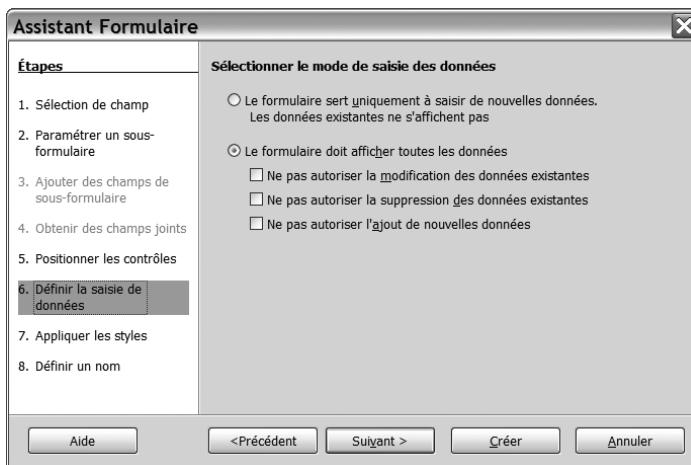 Assistant Formulaire
Étapes
1. Sélection de champ
2. Paramétrer un sous-
formulaire
3. Ajouter des champs de
sous-formulaire
4. Obtenir des champs joints
5. Positionner les contrôles
6. Définir la saisie de
données
7. Appliquer les styles
8. Définir un nom
Sélectionner le mode de saisie des données
Le formulaire sert uniquement à saisir de nouvelles données.
Les données existantes ne s'affichent pas
Le formulaire doit afficher toutes les données
Ne pas autoriser la modification des données existantes
Ne pas autoriser la suppression des données existantes
Ne pas autoriser l'ajout de nouvelles données
Aide
<Précédent
Suivant >
Créer
Annuler